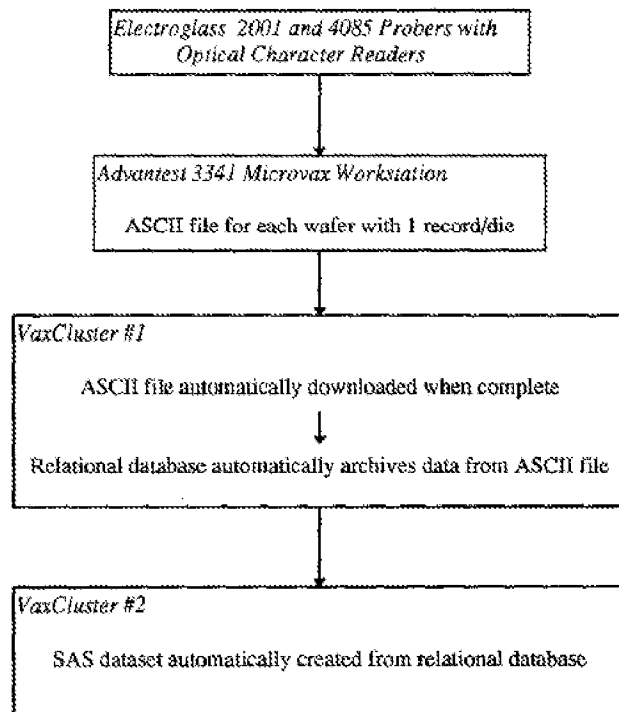 Electroglass 2001 and 4085 Probers with
Optical Character Readers
Advantest 3341 Microvax Workstation
ASCII file for each wafer with 1 record/die
VaxCluster #1
ASCII file automatically downloaded when complete
Relational database automatically archives data from ASCII file
VaxCluster #2
SAS dataset automatically created from relational database